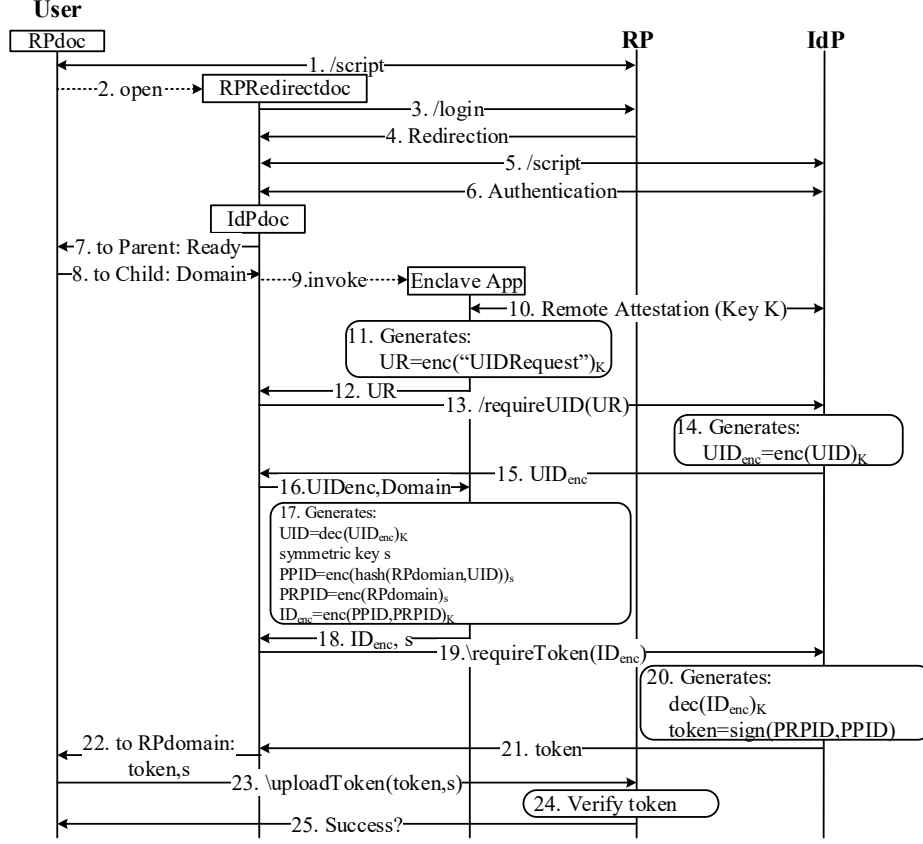 User
RPdoc
RP
IdP
1. /script
2. open
RPRedirectdoc
3. /login
4. Redirection
5. /script
6. Authentication
IdPdoc
7. to Parent: Ready
8. to Child: Domain
9.invoke
Enclave App
10. Remote Attestation (Key K)
11. Generates:
UR=enc(“UIDRequest”)K
12. UR
13. /requireUID(UR)
14. Generates:
UIDenc=enc(UID)K
15. UIDenc
16.UIDenc,Domain
17. Generates:
UID=dec(UIDenc)K
symmetric key s
PPID=enc(hash(RPdomian,UID))s
PRPID=enc(RPdomain)s
IDenc=enc(PPID,PRPID)K
18. IDenc, s
19.\requireToken(IDenc)
20. Generates:
dec(IDenc)K
token=sign(PRPID,PPID)
21. token
22. to RPdomain:
token,s
23. \uploadToken(token,s)
24. Verify token
25. Success?